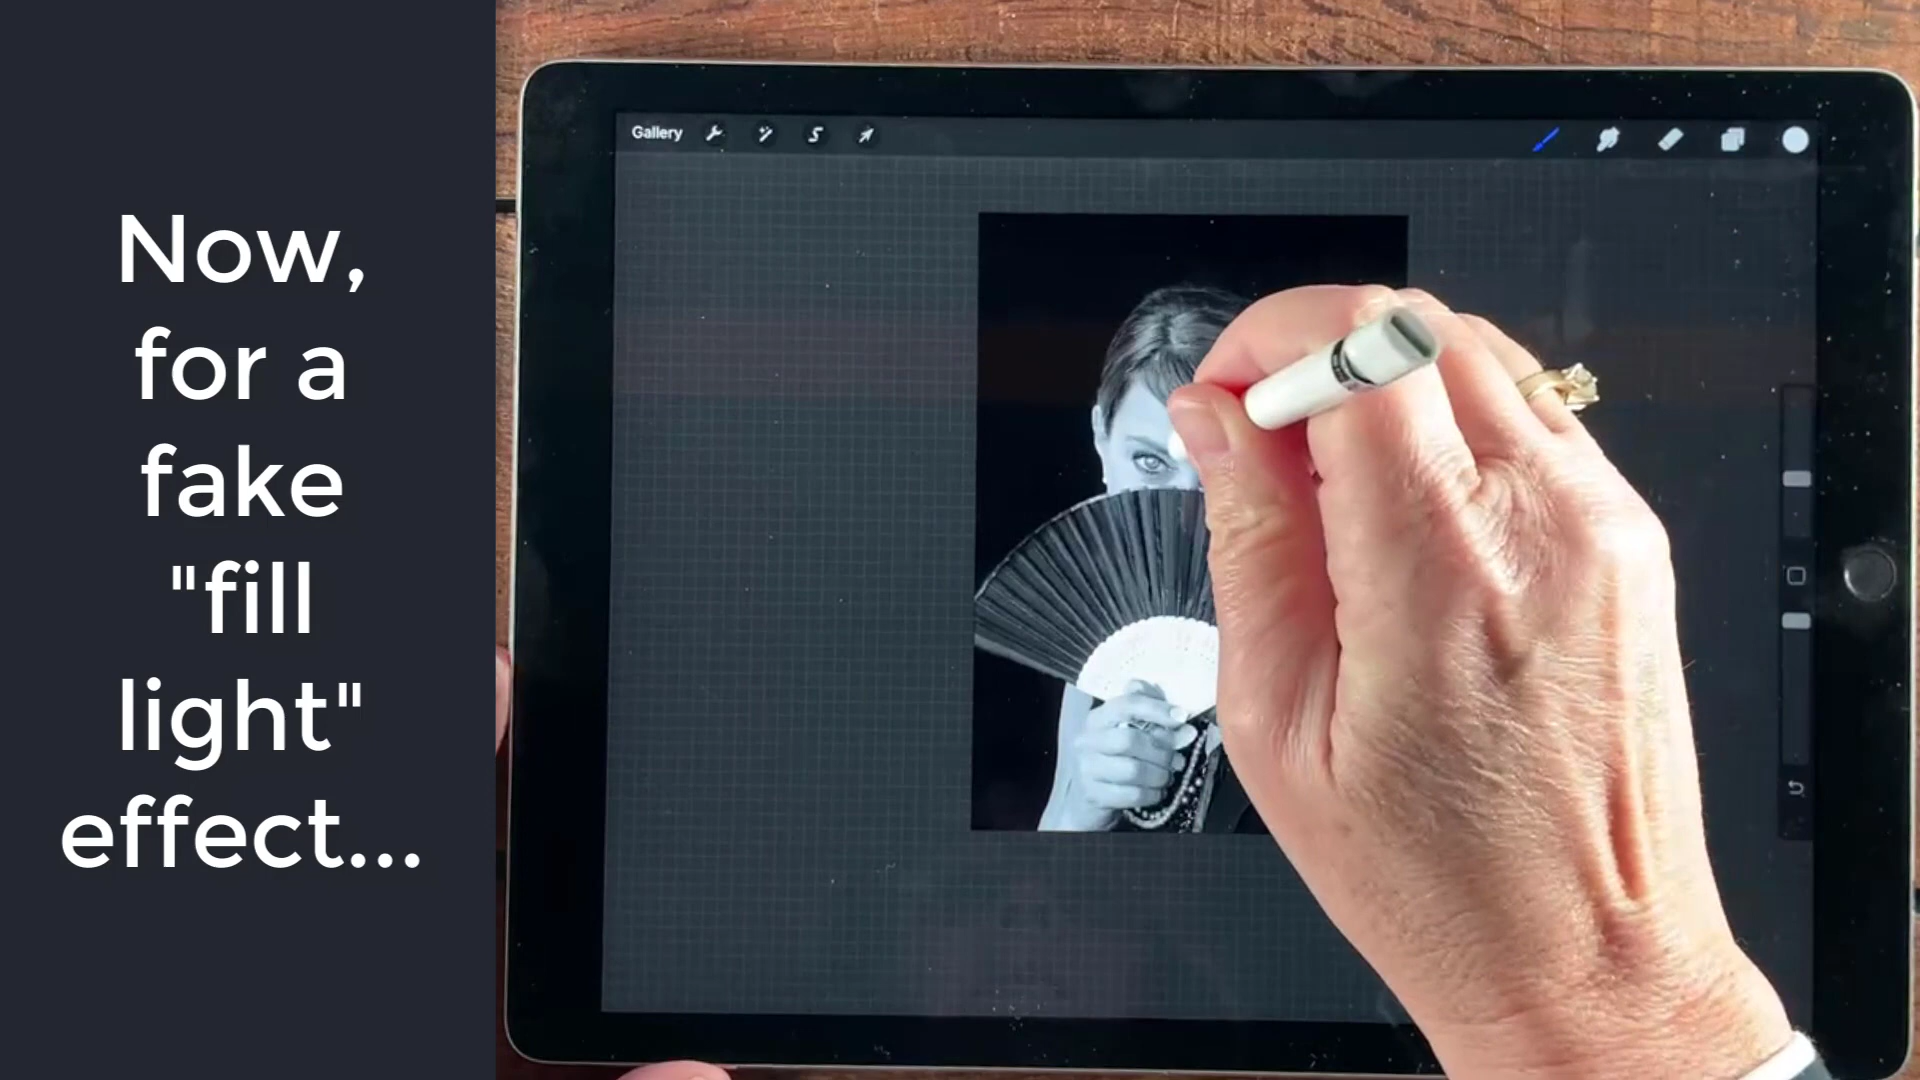 Now,
for a
fake
"fill
light"
effect...
Gallery